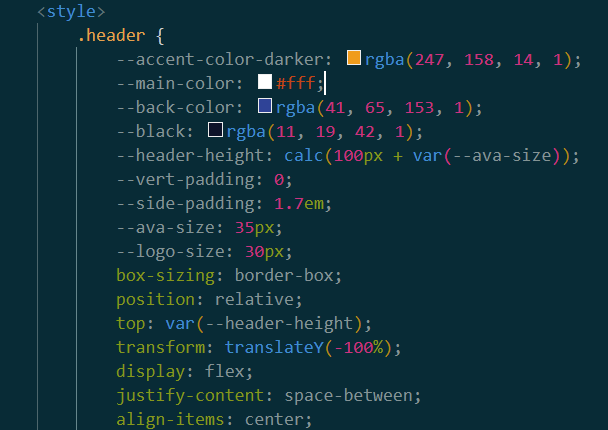 <style>
.header {
--accent-color-darker: rgba(247, 158, 14, 1);
--main-color: #fff;
--back-color: rgba(41, 65, 153, 1);
--black: rgba(11, 19, 42, 1);
--header-height: calc(100px + var(--ava-size));
--vert-padding: 0;
--side-padding: 1.7em;
--ava-size: 35px;
--logo-size: 30px;
box-sizing: border-box;
position: relative;
top: var(--header-height);
transform: translateY(-100%);
display: flex;
justify-content: space-between;
align-items: center;